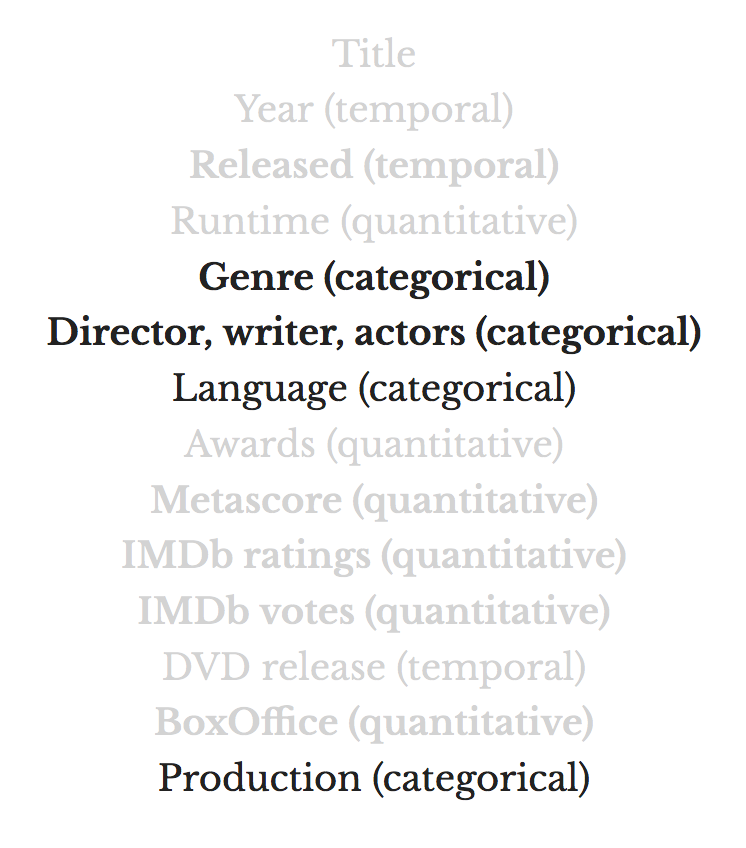 Title
Year (temporal)
Released (temporal)
Runtime (quantitative)
Genre (categorical)
Director, writer, actors (categorical)
Language (categorical)
Awards (quantitative)
Metascore (quantitative)
IMDb ratings (quantitative)
IMDb votes (quantitative)
DVD release (temporal)
BoxOffice (quantitative)
Production (categorical)